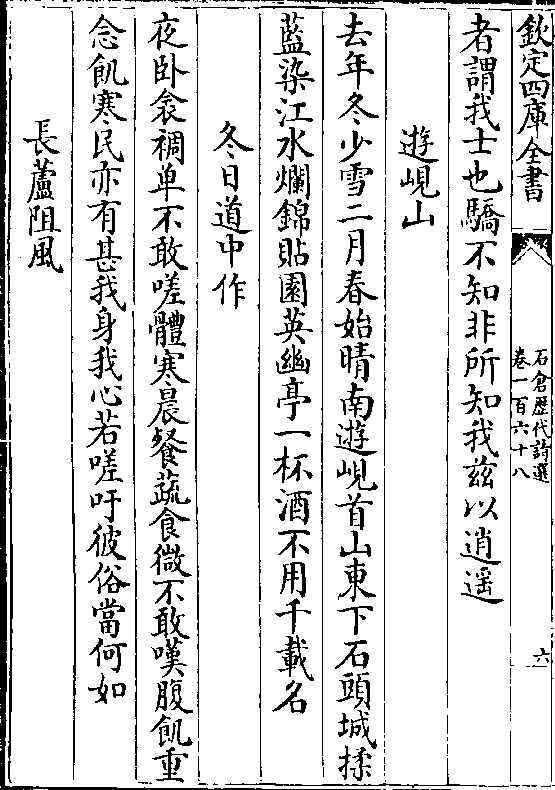 欽定四庫全書
石倉歴代詩選
卷一百六十八
六
者謂我士也驕不知非所知我兹以逍遥
遊峴山
去年冬少雪二月春始晴南遊峴首山東下石頭城揉
藍染江水爛錦貼園英幽亭一杯酒不用千載名
冬日道中作
夜卧衾裯单不敢嗟體寒晨餐蔬食微不敢嘆腹飢重
念飢寒民亦有甚我身我心若嗟吁彼俗當何如
長蘆阻風